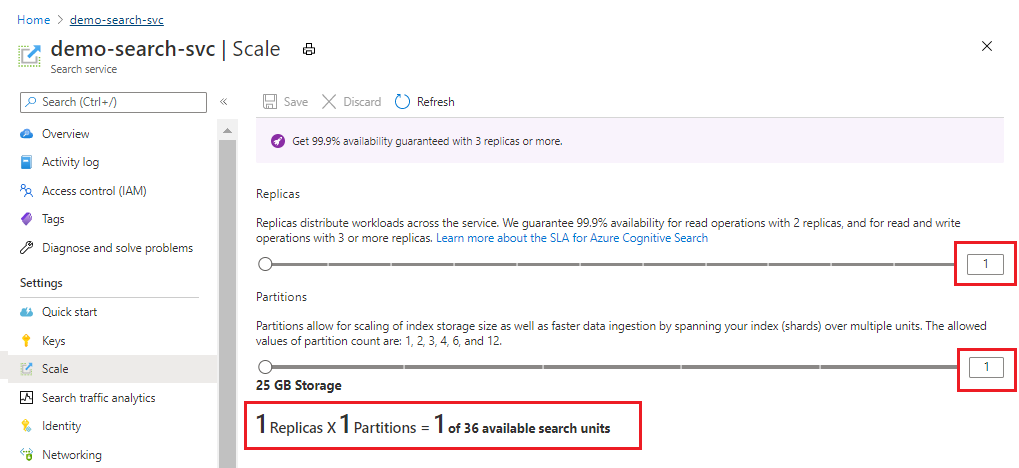 Home > demo-search-svc
demo-search-svc | Scale
Search service
Search (Ctrl+/)
«
Overview
Activity log
Access control (IAM)
Tags
Diagnose and solve problems
Settings
Quick start
Keys
Scale
Search traffic analytics
Identity
Networking
Save Discard Refresh
Get 99.9% availability guaranteed with 3 replicas or more.
Replicas
Replicas distribute workloads across the service. We guarantee 99.9% availability for read operations with 2 replicas, and for read and write
operations with 3 or more replicas. Learn more about the SLA for Azure Cognitive Search
1
Partitions
Partitions allow for scaling of index storage size as well as faster data ingestion by spanning your index (shards) over multiple units. The allowed
values of partition count are: 1, 2, 3, 4, 6, and 12.
1
25 GB Storage
1 Replicas X 1 Partitions = 1 of 36 available search units